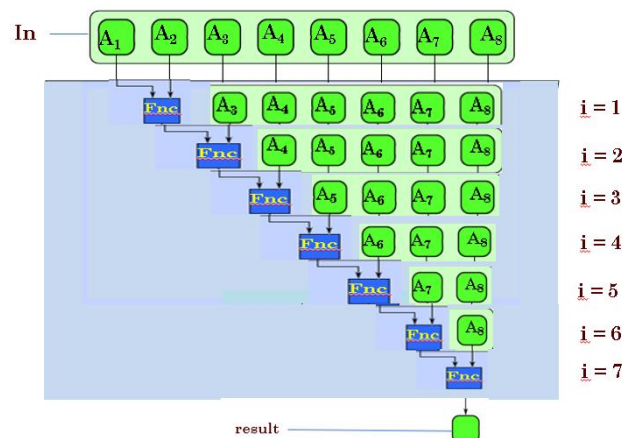 In A₁ A₂ A₃ A₄ A₅ A₆ A₇ A₈
Fnc A₃ A₄ A₅ A₆ A₇ A₈ i = 1
Fnc A₄ A₅ A₆ A₇ A₈ i = 2
Fnc A₅ A₆ A₇ A₈ i = 3
Fnc A₆ A₇ A₈ i = 4
Fnc A₇ A₈ i = 5
Fnc A₈ i = 6
Fnc i = 7
result